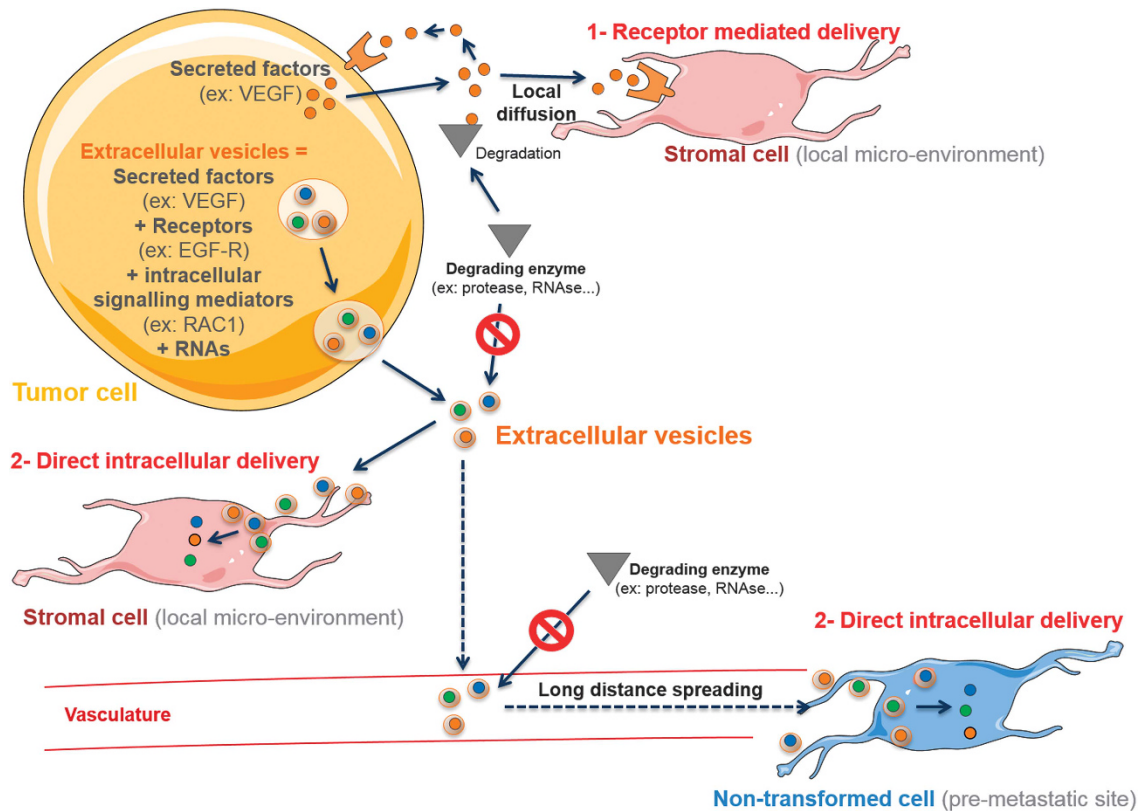 1- Receptor mediated delivery
Secreted factors
(ex: VEGF)
Local
diffusion
Degradation
Stromal cell (local micro-environment)
Extracellular vesicles =
Secreted factors
(ex: VEGF)
+ Receptors
(ex: EGF-R)
+ intracellular
signalling mediators
(ex: RAC1)
+ RNAs
Degrading enzyme
(ex: protease, RNAse...)
Tumor cell
Extracellular vesicles
2- Direct intracellular delivery
Stromal cell (local micro-environment)
Degrading enzyme
(ex: protease, RNAse...)
2- Direct intracellular delivery
Long distance spreading
Vasculature
Non-transformed cell (pre-metastatic site)